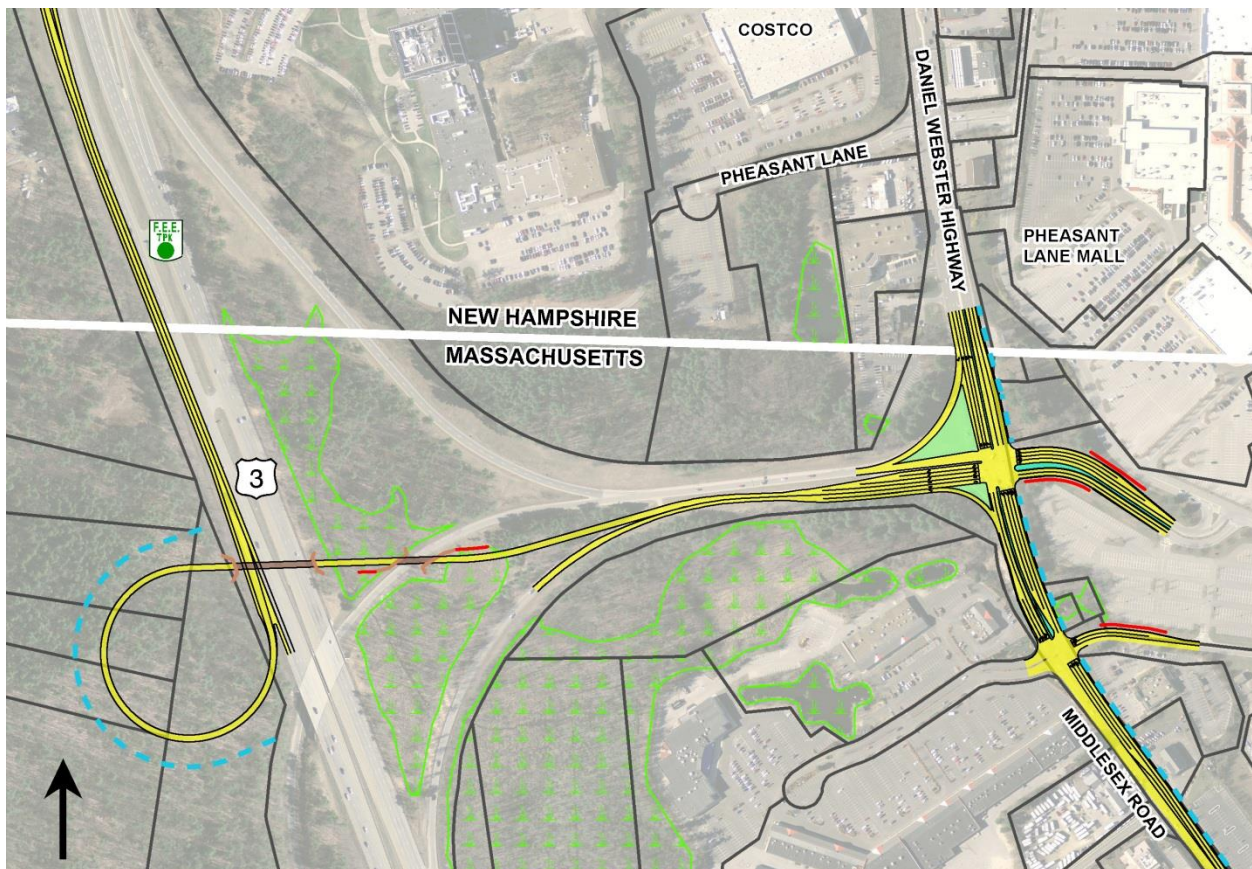 COSTCO
DANIEL WEBSTER HIGHWAY
PHEASANT LANE
F.E.E.
TPK
PHEASANT
LANE MALL
NEW HAMPSHIRE
MASSACHUSETTS
3
MIDDLESEX ROAD